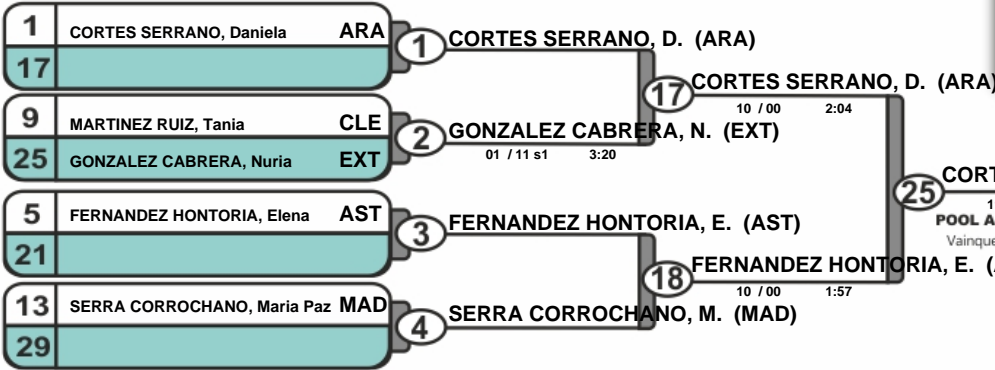 1 CORTES SERRANO, Daniela ARA
17
1 CORTES SERRANO, D. (ARA)
9 MARTINEZ RUIZ, Tania CLE
25 GONZALEZ CABRERA, Nuria EXT
2 GONZALEZ CABRERA, N. (EXT)
01 / 11 s1 3:20
17 CORTES SERRANO, D. (ARA)
10 / 00 2:04
5 FERNANDEZ HONTORIA, Elena AST
21
3 FERNANDEZ HONTORIA, E. (AST)
13 SERRA CORROCHANO, Maria Paz MAD
29
4 SERRA CORROCHANO, M. (MAD)
18 FERNANDEZ HONTORIA, E.
10 / 00 1:57
25
POOL A